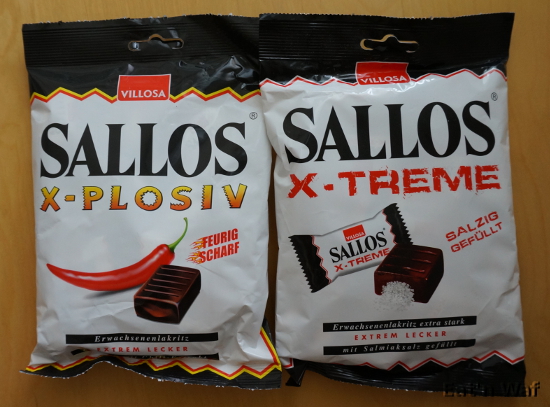 VILLOSA
SALLOS®
X-PLOSIV
FEURIG
SCHARF
Erwachsenenlakritz
EXTREM LECKER
VILLOSA
SALLOS®
X-TREME
VILLOSA
SALLOS
X-TREME
SALZIG
GEFÜLLT
Erwachsenenlakritz extra stark
EXTREM LECKER
mit Salmiaksalz gefüllt